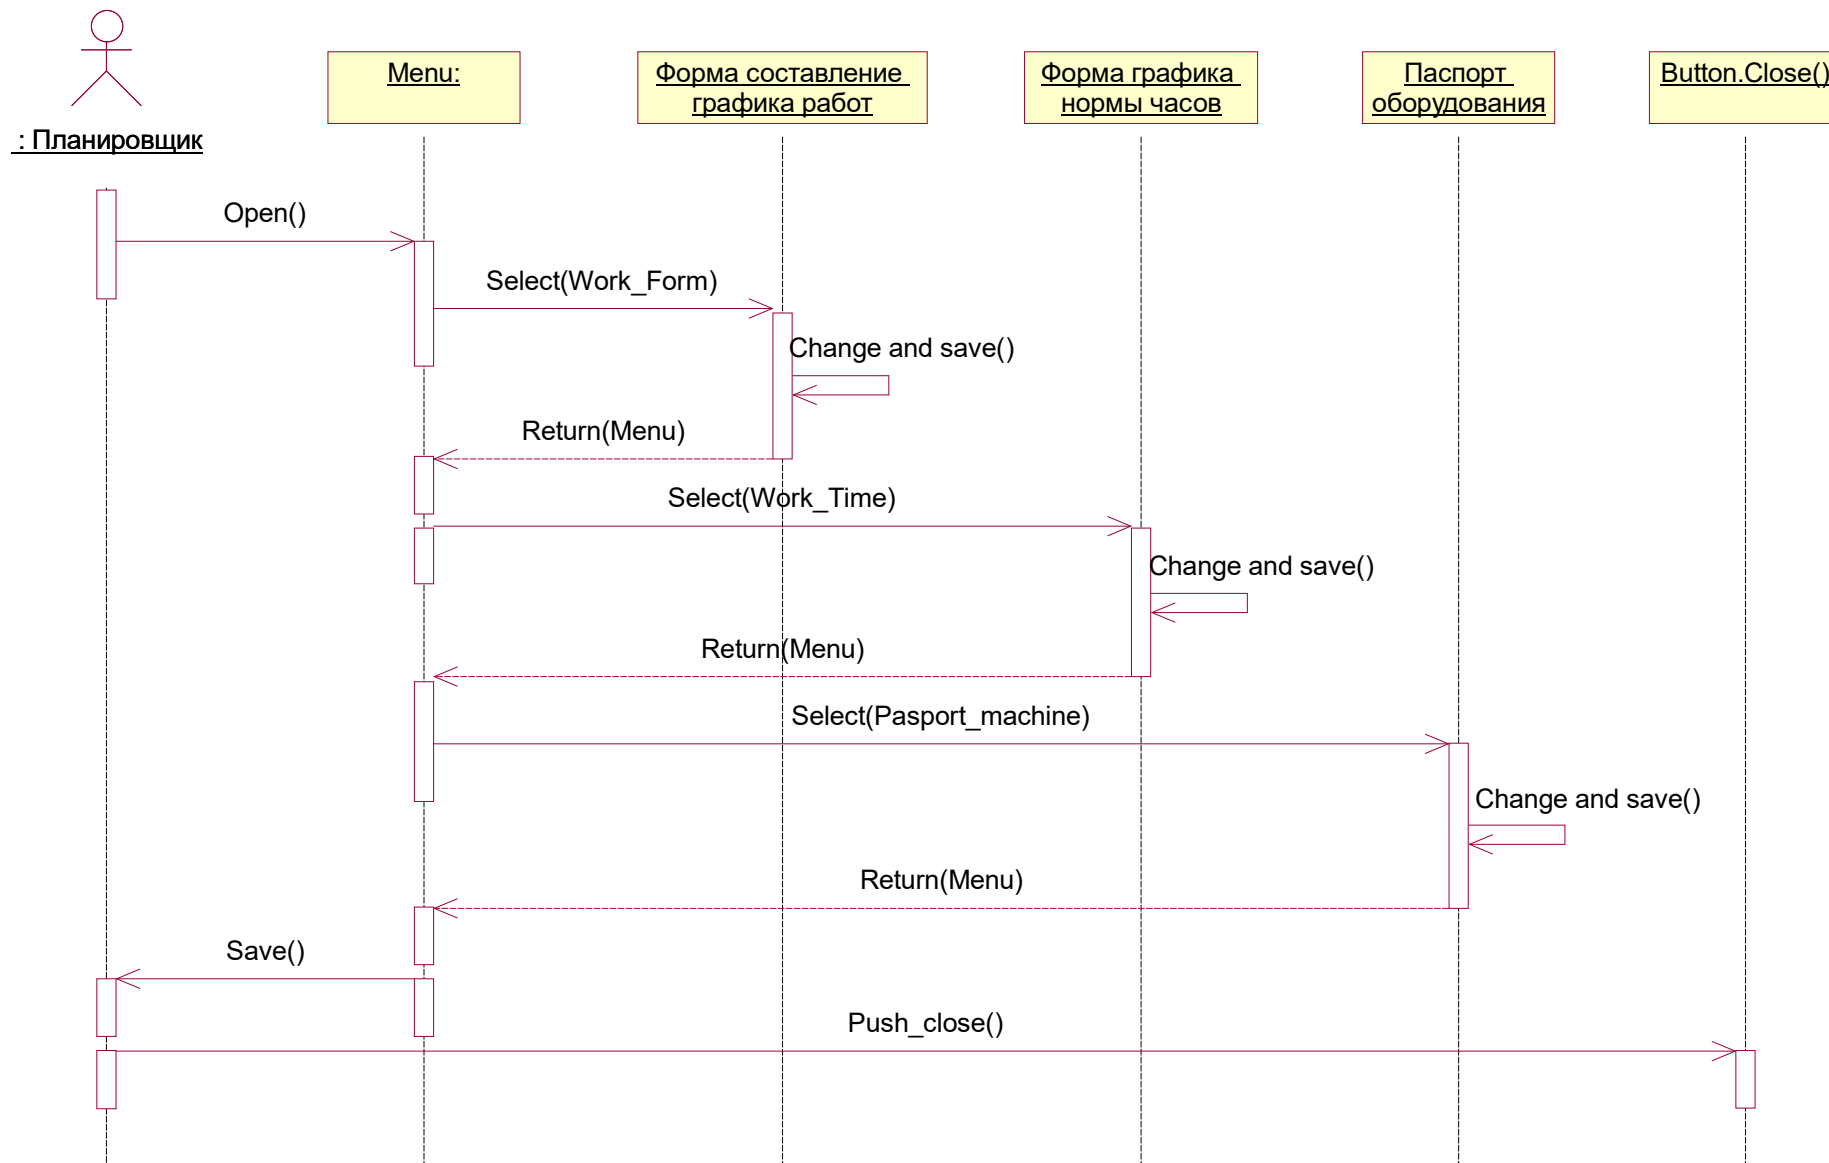 : Планировщик
Menu:
Форма составление
графика работ
Форма графика
нормы часов
Паспорт
оборудования
Button.Close()
Open()
Select(Work_Form)
Change and save()
Return(Menu)
Select(Work_Time)
Change and save()
Return(Menu)
Select(Pasport_machine)
Change and save()
Return(Menu)
Save()
Push_close()